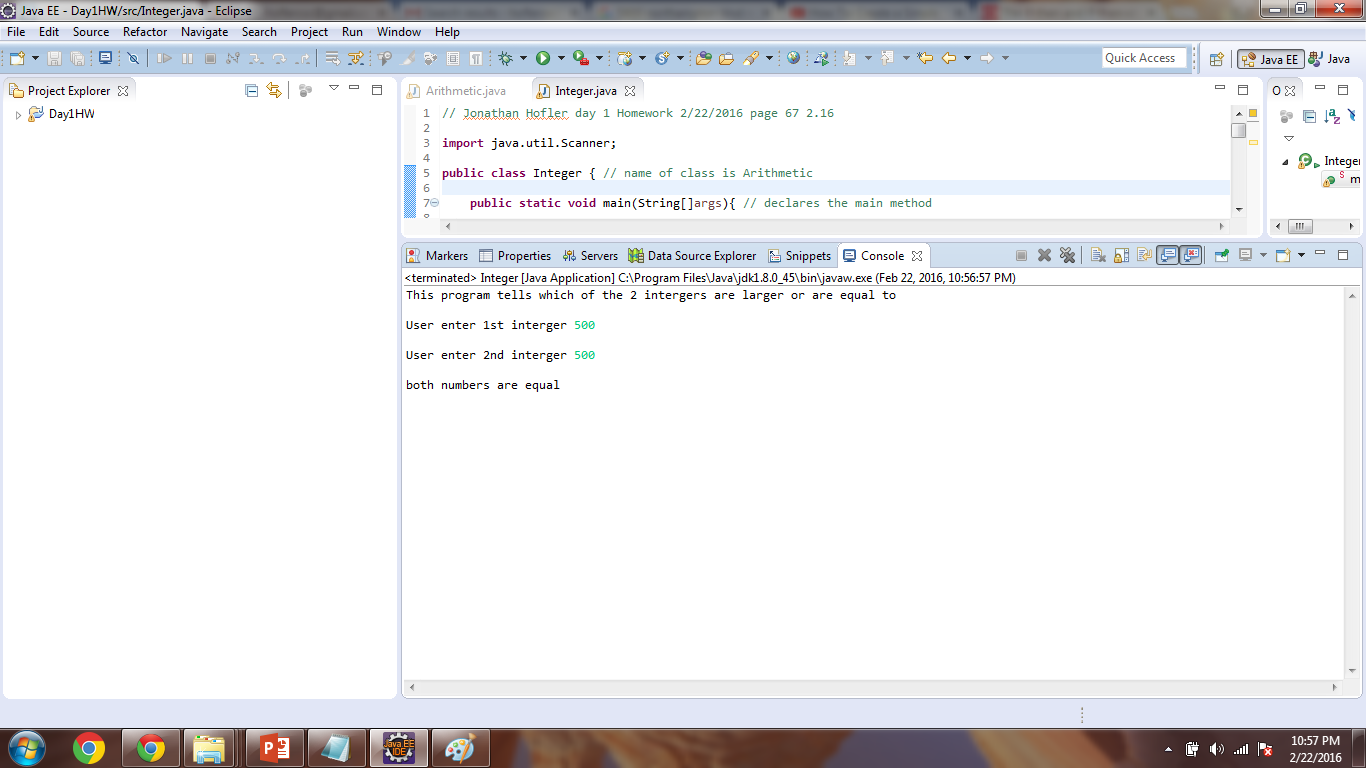 Java EE - Day1HW/src/Integer.java - Eclipse
File Edit Source Refactor Navigate Search Project Run Window Help
Quick Access
Java EE
Java
Project Explorer
Day1HW
Arithmetic.java
Integer.java
1 // Jonathan Hofler day 1 Homework 2/22/2016 page 67 2.16
2
3 import java.util.Scanner;
4
5 public class Integer { // name of class is Arithmetic
6
7 public static void main(String[]args){ // declares the main method
O
Integer
m
Markers Properties Servers Data Source Explorer Snippets Console
<terminated> Integer [Java Application] C:\Program Files\Java\jdk1.8.0_45\bin\javaw.exe (Feb 22, 2016, 10:56:57 PM)
This program tells which of the 2 intergers are larger or are equal to
User enter 1st interger 500
User enter 2nd interger 500
both numbers are equal
Java EE
IDE
10:57 PM
2/22/2016